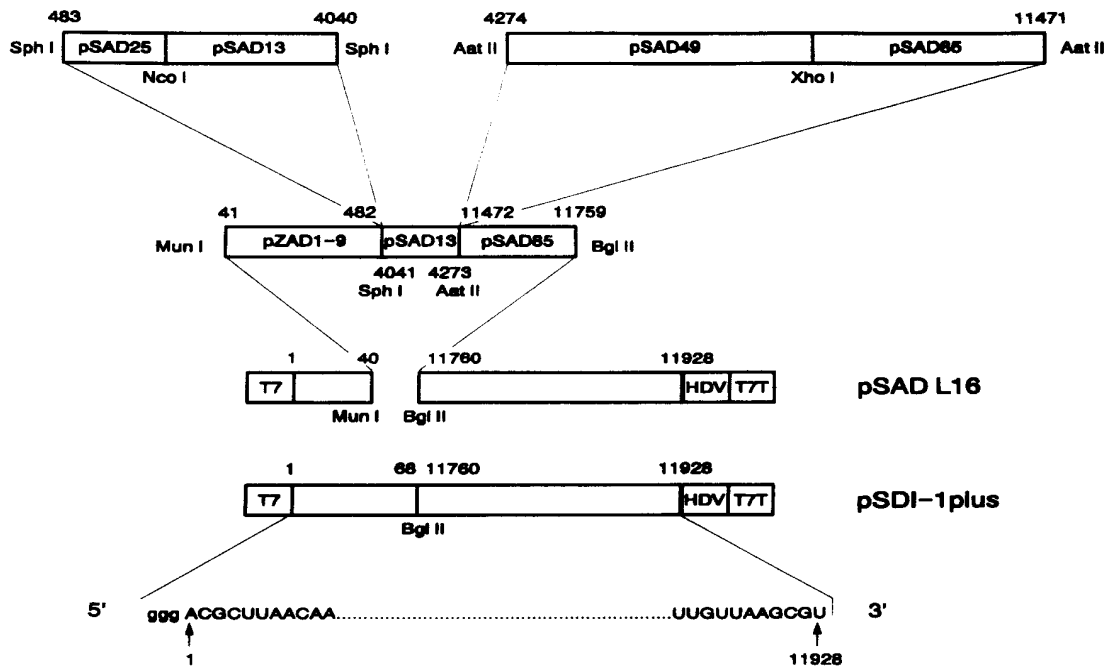 483 4040 4274 11471
Sph I pSAD25 pSAD13 Sph I Aat II pSAD49 pSAD85 Aat II
Nco I Xho I
41 482 11472 11759
Mun I pZAD1-9 pSAD13 pSAD85 Bgl II
4041 4273
Sph I Aat II
1 40 11760 11928
T7 HDV T7T pSAD L16
Mun I Bgl II
1 68 11760 11928
T7 HDV T7T pSDI-1plus
Bgl II
5' ggg ACGCUUAACAA UUGUUAAGCGU 3'
1 11928